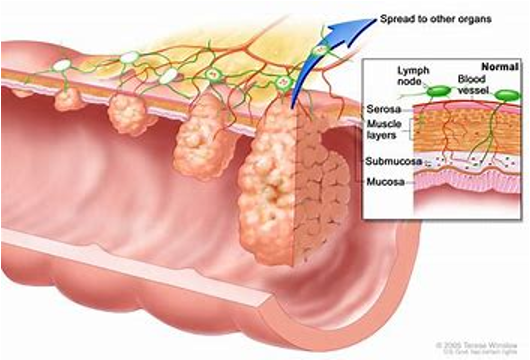 Spread to other organs
Normal
Lymph
node
Blood
vessel
Serosa
Muscle
layers
Submucosa
Mucosa
© 2005 Terese Winslow
U.S. Govt. has certain rights